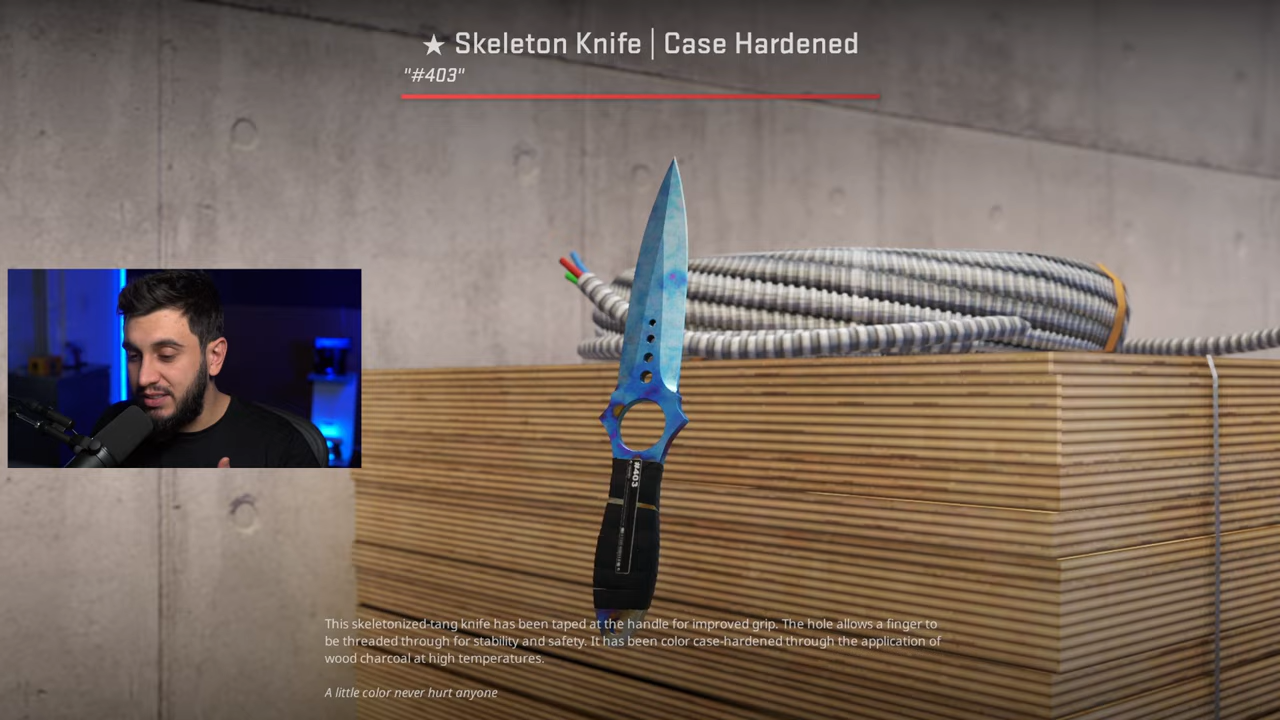 ★ Skeleton Knife | Case Hardened
"#403"
#403
This skeletonized-tang knife has been taped at the handle for improved grip. The hole allows a finger to
be threaded through for stability and safety. It has been color case-hardened through the application of
wood charcoal at high temperatures.
A little color never hurt anyone